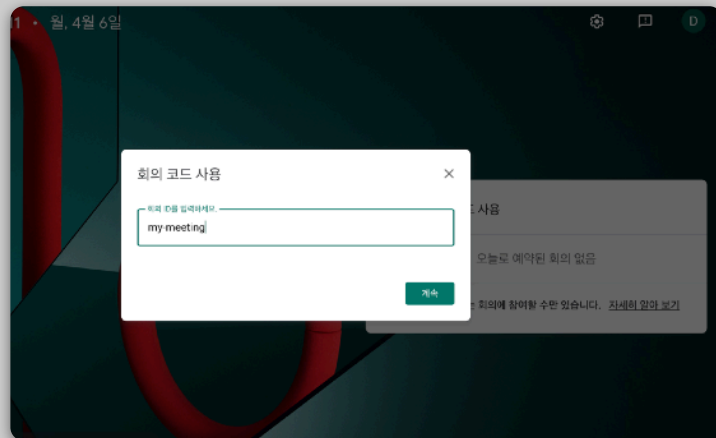 1 • 월, 4월 6일
D
회의 코드 사용
회의 ID를 입력하세요.
my-meeting
계속
사용
오늘로 예약된 회의 없음
회의에 참여할 수만 있습니다. 자세히 알아 보기